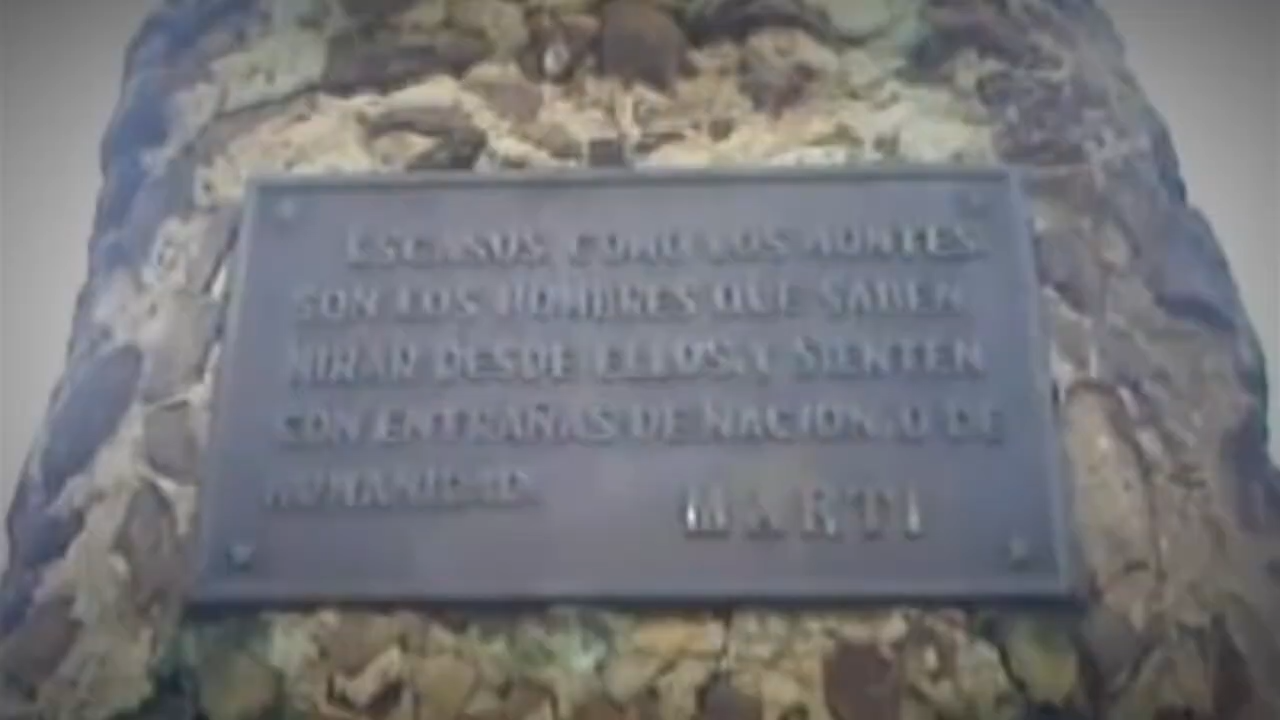 ESCASOS, COMO LOS MONTES,
SON LOS HOMBRES QUE SABEN
MIRAR DESDE ELLOS, Y SIENTEN
CON ENTRAÑAS DE NACION, O DE
HUMANIDAD.
MARTI